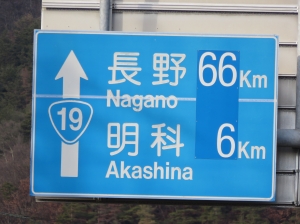 長野 66Km
Nagano
19
明科 6Km
Akashina